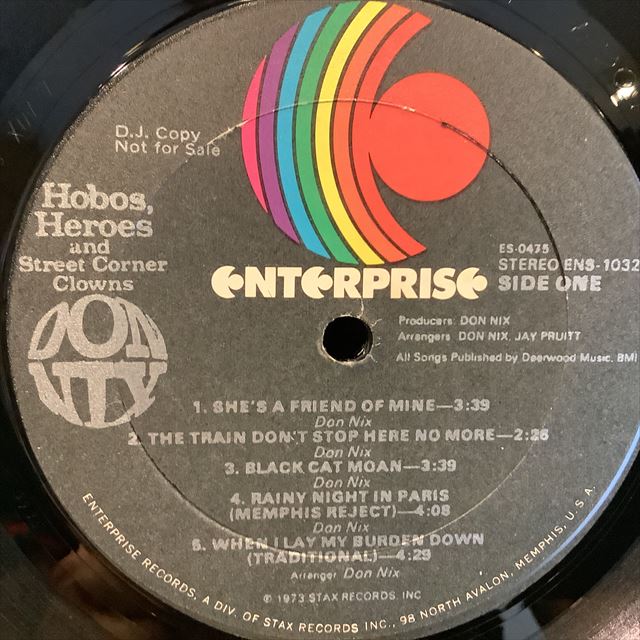 D.J. Copy
Not for Sale
Hobos,
Heroes
and
Street Corner
Clowns
DON
NIX
ENTERPRISE
ES-0475
STEREO ENS-1032
SIDE ONE
Producers: DON NIX
Arrangers: DON NIX, JAY PRUITT
All Songs Published by Deerwood Music, BMI
1. SHE'S A FRIEND OF MINE—3:39
Don Nix
2. THE TRAIN DON'T STOP HERE NO MORE—2:26
Don Nix
3. BLACK CAT MOAN—3:39
Don Nix
4. RAINY NIGHT IN PARIS
(MEMPHIS REJECT)—4:08
Don Nix
5. WHEN I LAY MY BURDEN DOWN
(TRADITIONAL)—4:29
Arranger Don Nix
℗ 1973 STAX RECORDS, INC
ENTERPRISE RECORDS, A DIV. OF STAX RECORDS INC., 98 NORTH AVALON, MEMPHIS, U.S.A.